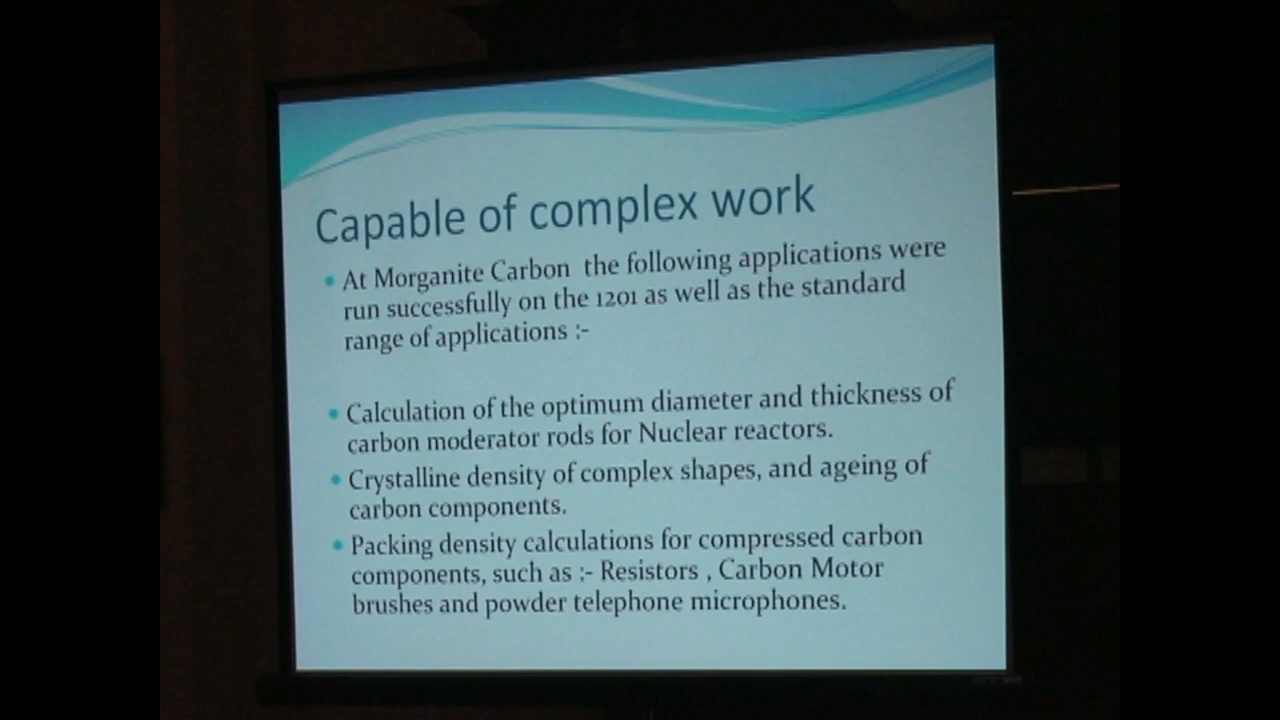 Capable of complex work
• At Morganite Carbon the following applications were
run successfully on the 1201 as well as the standard
range of applications :-
• Calculation of the optimum diameter and thickness of
carbon moderator rods for Nuclear reactors.
• Crystalline density of complex shapes, and ageing of
carbon components.
• Packing density calculations for compressed carbon
components, such as :- Resistors , Carbon Motor
brushes and powder telephone microphones.